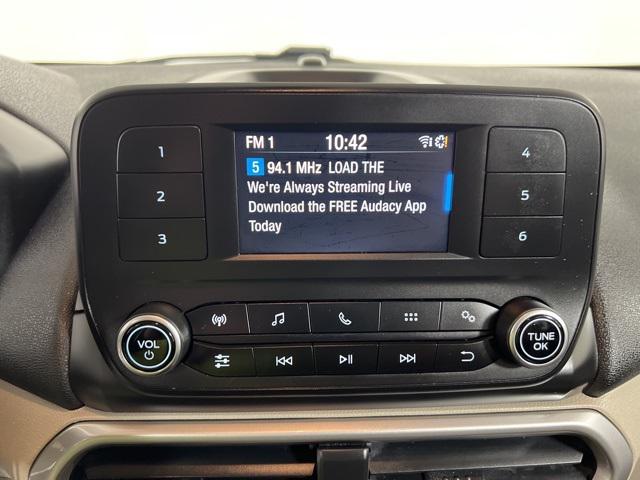 FM 1 10:42
5 94.1 MHz LOAD THE
We're Always Streaming Live
Download the FREE Audacy App
Today
1
2
3
4
5
6
VOL
TUNE
OK